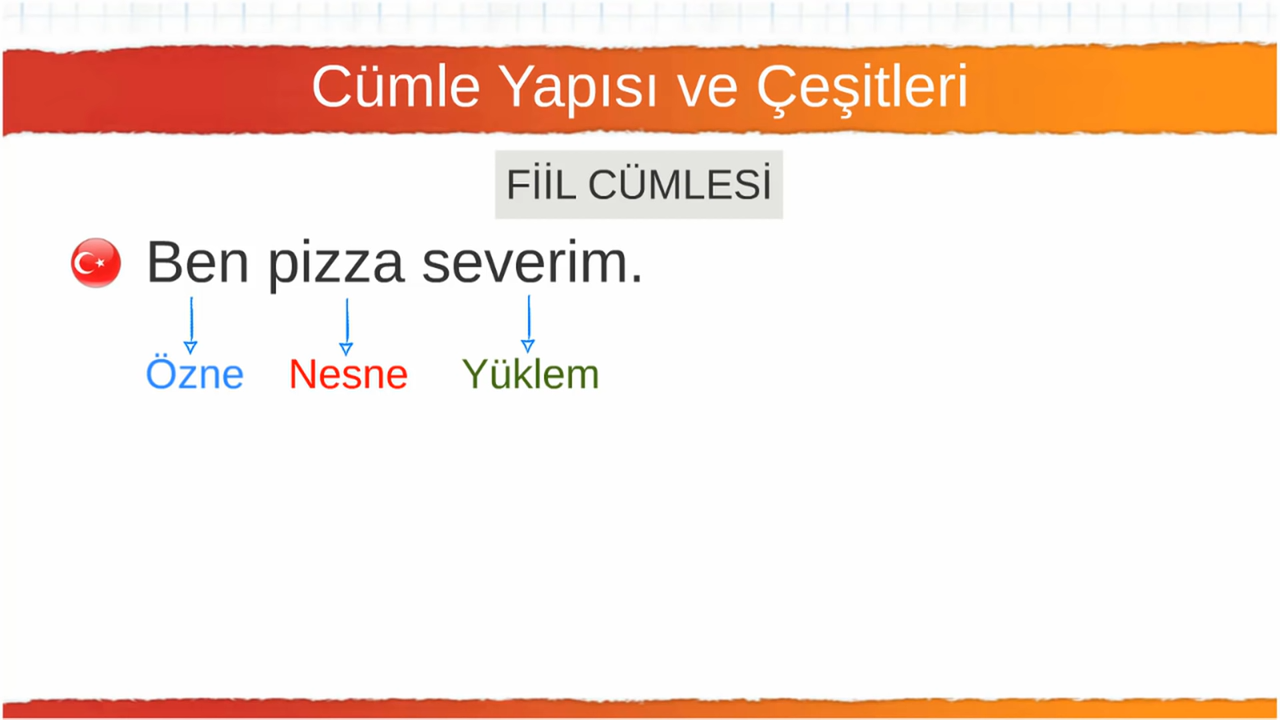 Cümle Yapısı ve Çeşitleri
FİİL CÜMLESİ
Ben pizza severim.
Özne Nesne Yüklem